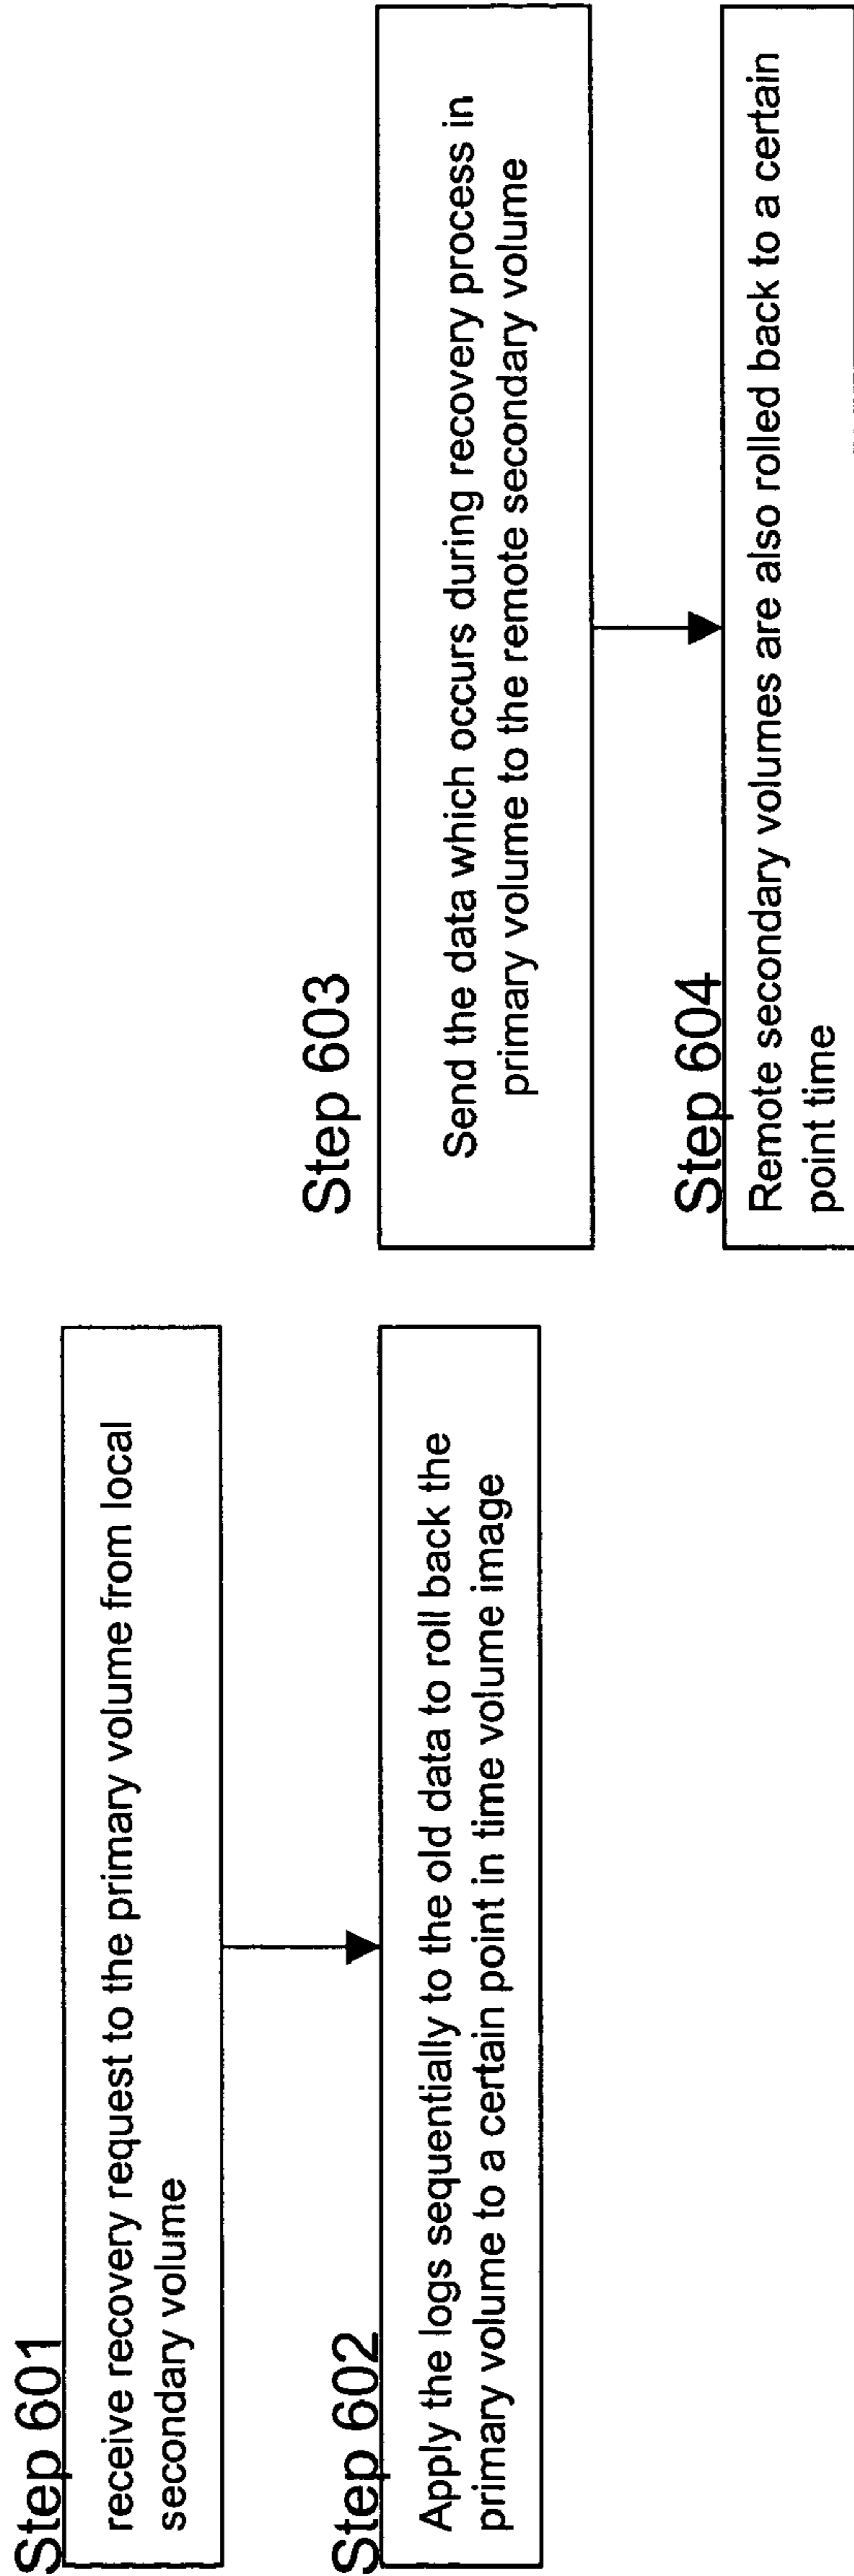 Step 601
receive recovery request to the primary volume from local
secondary volume
Step 602
Apply the logs sequentially to the old data to roll back the
primary volume to a certain point in time volume image
Step 603
Send the data which occurs during recovery process in
primary volume to the remote secondary volume
Step 604
Remote secondary volumes are also rolled back to a certain
point time